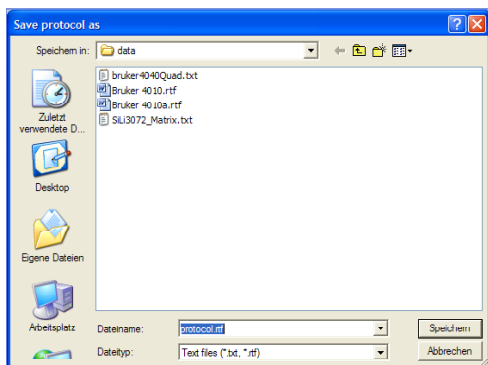 Save protocol as
Speichern in:
data
bruker4040Quad.txt
Bruker 4010.rtf
Bruker 4010a.rtf
SiLi3072_Matrix.txt
Zuletzt
verwendete D...
Desktop
Eigene Dateien
Arbeitsplatz
Dateiname:
protocol.rtf
Speichern
Dateityp:
Text files (*.txt, *.rtf)
Abbrechen